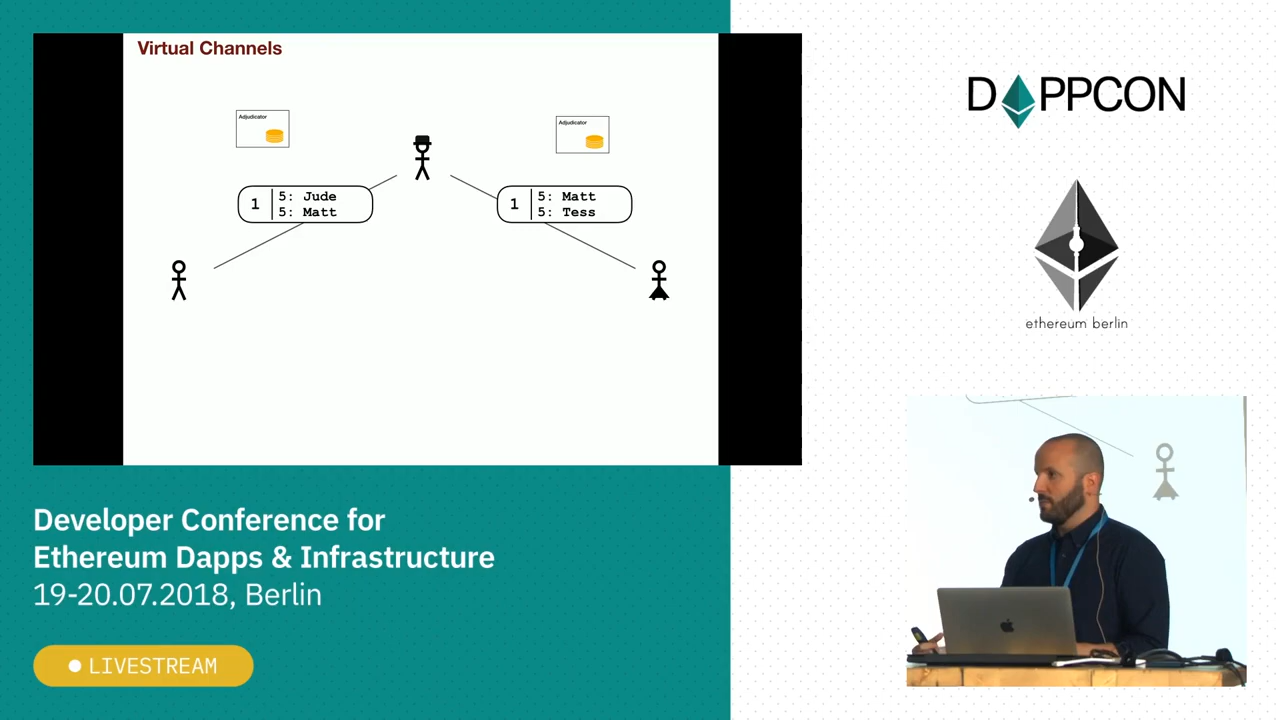 Virtual Channels
Adjudicator
Adjudicator
1
5: Jude
5: Matt
1
5: Matt
5: Tess
Developer Conference for
Ethereum Dapps & Infrastructure
19-20.07.2018, Berlin
LIVESTREAM
D PPCON
ethereum berlin